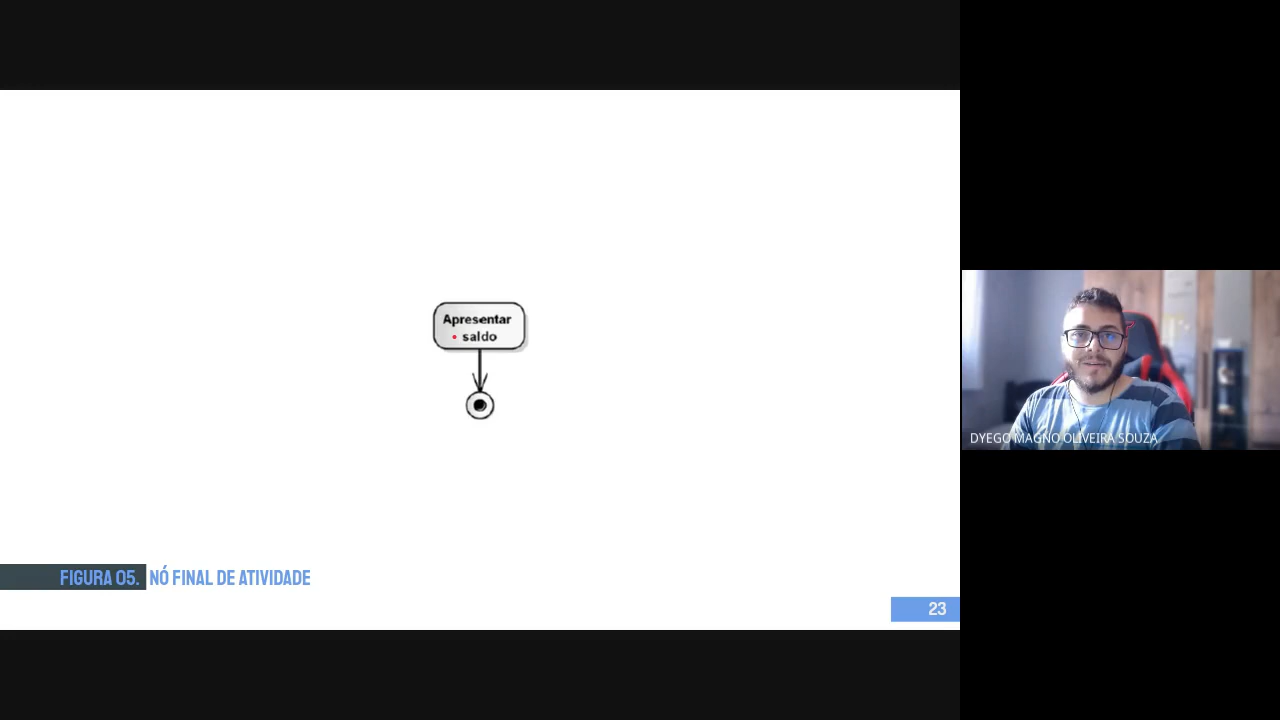 Apresentar
saldo
FIGURA 05. NÓ FINAL DE ATIVIDADE
23
DYEGO MAGNO OLIVEIRA SOUZA